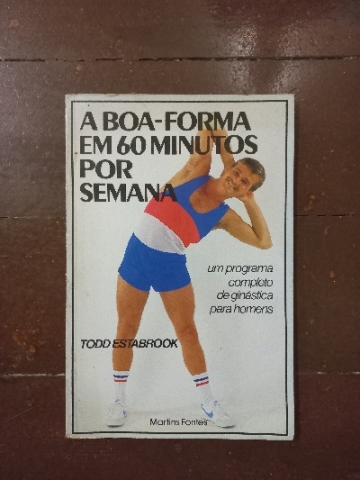 A BOA-FORMA
EM 60 MINUTOS
POR
SEMANA
um programa
completo
de ginástica
para homens
TODD ESTABROOK
Martins Fontes